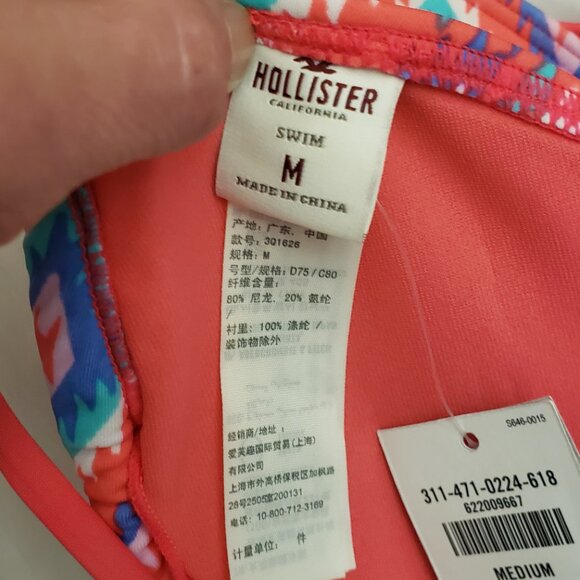 HOLLISTER
CALIFORNIA
SWIM
M
MADE IN CHINA
产地: 广东, 中国
款号: 3Q1626
规格: M
号型/规格: D75 / C80
纤维含量:
80% 尼龙, 20% 氨纶
/
衬里: 100% 涤纶 /
装饰物除外
经销商/
爱芙趣国际贸易 (上海)
有限公司
上海市外高桥保税区加枫路
28号2505室200131
电话: 10-800-712-3169
计量单位: 件
S646-0015
311-471-0224-618
622009667
MEDIUM